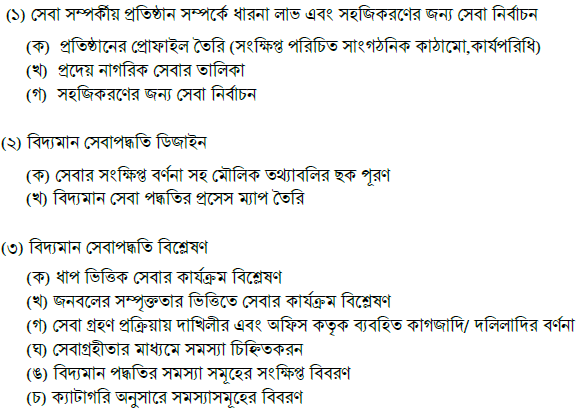 (১) সেবা সম্পর্কীয় প্রতিষ্ঠান সম্পর্কে ধারনা লাভ এবং সহজিকরণের জন্য সেবা নির্বাচন
(ক) প্রতিষ্ঠানের প্রোফাইল তৈরি (সংক্ষিপ্ত পরিচিত সাংগঠনিক কাঠামো,কার্যপরিধি)
(খ) প্রদেয় নাগরিক সেবার তালিকা
(গ) সহজিকরণের জন্য সেবা নির্বাচন
(২) বিদ্যমান সেবাপদ্ধতি ডিজাইন
(ক) সেবার সংক্ষিপ্ত বর্ণনা সহ মৌলিক তথ্যাবলির ছক পূরণ
(খ) বিদ্যমান সেবা পদ্ধতির প্রসেস ম্যাপ তৈরি
(৩) বিদ্যমান সেবাপদ্ধতি বিশ্লেষণ
(ক) ধাপ ভিত্তিক সেবার কার্যক্রম বিশ্লেষণ
(খ) জনবলের সম্পৃক্ততার ভিত্তিতে সেবার কার্যক্রম বিশ্লেষণ
(গ) সেবা গ্রহণ প্রক্রিয়ায় দাখিলীর এবং অফিস কতৃক ব্যবহিত কাগজাদি/ দলিলাদির বর্ণনা
(ঘ) সেবাগ্রহীতার মাধ্যমে সমস্যা চিহ্নিতকরন
(ঙ) বিদ্যমান পদ্ধতির সমস্যা সমূহের সংক্ষিপ্ত বিবরণ
(চ) ক্যাটাগরি অনুসারে সমস্যাসমূহের বিবরণ